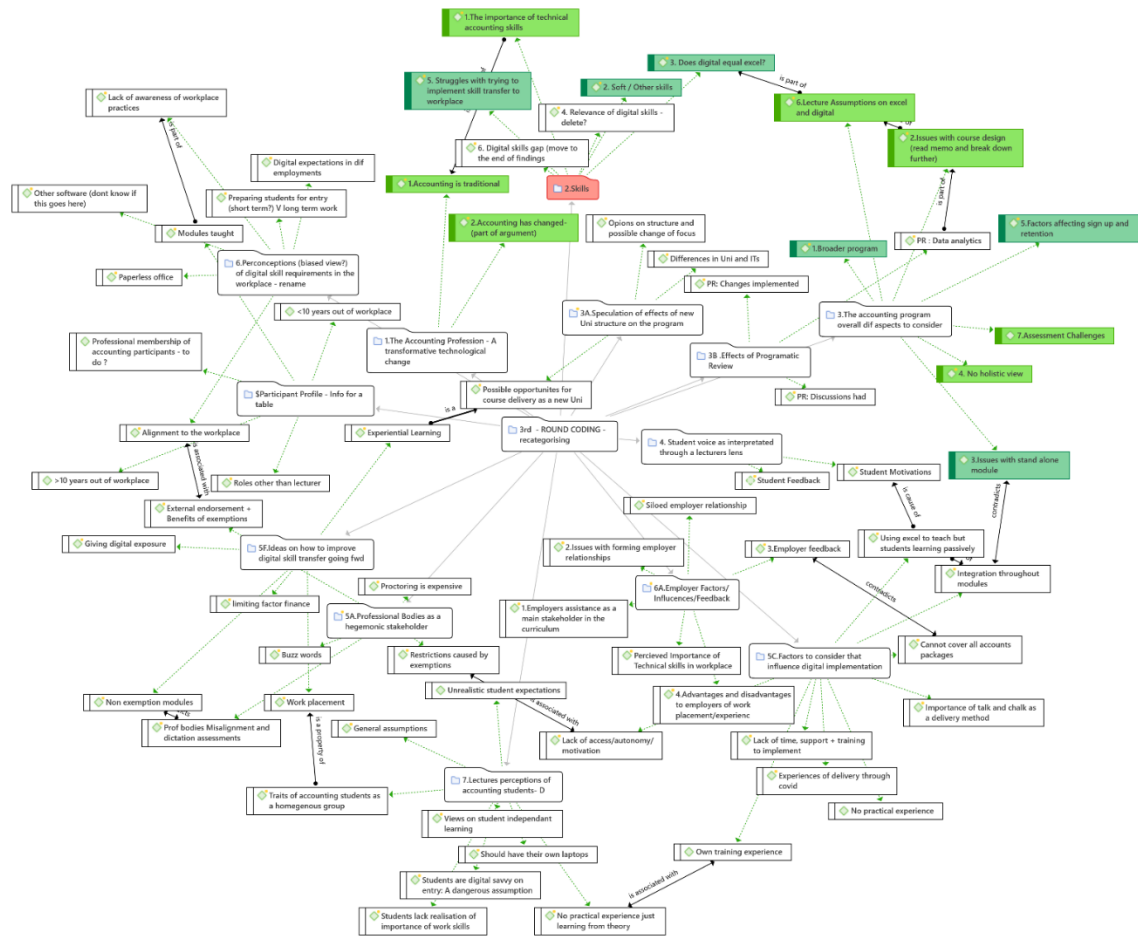 1.The importance of technical
accounting skills
3. Does digital equal excel?
5. Struggles with trying to
implement skill transfer to
workplace
2. Soft / Other skills
is part of
Lack of awareness of workplace
practices
6.Lecture Assumptions on excel
and digital
4. Relevance of digital skills -
delete?
2.Issues with course design
(read memo and break down
further)
is part of
6. Digital skills gap (move to
the end of findings
Digital expectations in dif
employments
1.Accounting is traditional
2.Skills
is part of
Other software (dont know if
this goes here)
Preparing students for entry
(short term?) V long term work
2.Accounting has changed-
(part of argument)
Opions on structure and
possible change of focus
5.Factors affecting sign up and
retention
Modules taught
PR : Data analytics
1.Broader program
6.Perconceptions (biased view?)
of digital skill requirements in the
workplace - rename
Differences in Uni and ITs
Paperless office
PR: Changes implemented
<10 years out of workplace
3A.Speculation of effects of new
Uni structure on the program
3.The accounting program
overall dif aspects to consider
7.Assessment Challenges
Professional membership of
accounting participants - to
do ?
1.The Accounting Profession - A
transformative technological
change
3B .Effects of Programatic
Review
4. No holistic view
$Participant Profile - Info for a
table
Possible opportunites for
course delivery as a new Uni
PR: Discussions had
is a
Alignment to the workplace
Experiential Learning
3rd - ROUND CODING -
recategorising
4. Student voice as interpretated
through a lecturers lens
3.Issues with stand alone
module
is associated with
>10 years out of workplace
Roles other than lecturer
Student Motivations
Student Feedback
External endorsement +
Benefits of exemptions
Siloed employer relationship
is cause of
contradicts
Giving digital exposure
5F.Ideas on how to improve
digital skill transfer going fwd
2.Issues with forming employer
relationships
3.Employer feedback
Using excel to teach but
students learning passively
Integration throughout
modules
Proctoring is expensive
6A.Employer Factors/
Influcences/Feedback
contradicts
limiting factor finance
5A.Professional Bodies as a
hegemonic stakeholder
1.Employers assistance as a
main stakeholder in the
curriculum
Cannot cover all accounts
packages
Buzz words
Restrictions caused by
exemptions
Percieved Importance of
Technical skills in workplace
5C.Factors to consider that
influence digital implementation
Unrealistic student expectations
Non exemption modules
Work placement
4.Advantages and disadvantages
to employers of work
placement/experienc
Importance of talk and chalk as
a delivery method
is associated with
Prof bodies Misalignment and
dictation assessments
is a property of
General assumptions
Lack of access/autonomy/
motivation
Lack of time, support + training
to implement
7.Lectures perceptions of
accounting students- D
Experiences of delivery through
covid
Traits of accounting students as
a homogenous group
No practical experience
Views on student independant
learning
Should have their own laptops
Own training experience
Students are digital savvy on
entry: A dangerous assumption
is associated with
Students lack realisation of
importance of work skills
No practical experience just
learning from theory